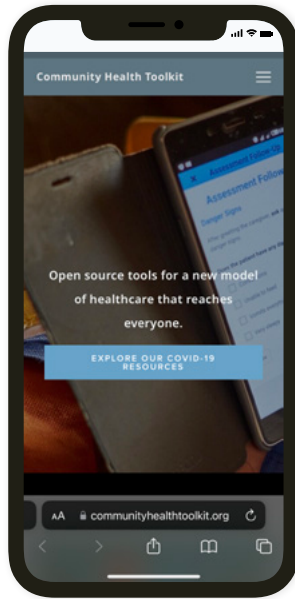 Community Health Toolkit
Assessment Follow-Up
Assessment Follow
Danger Signs
Open source tools for a new model
of healthcare that reaches
everyone.
EXPLORE OUR COVID-19
RESOURCES
AA communityhealthtoolkit.org